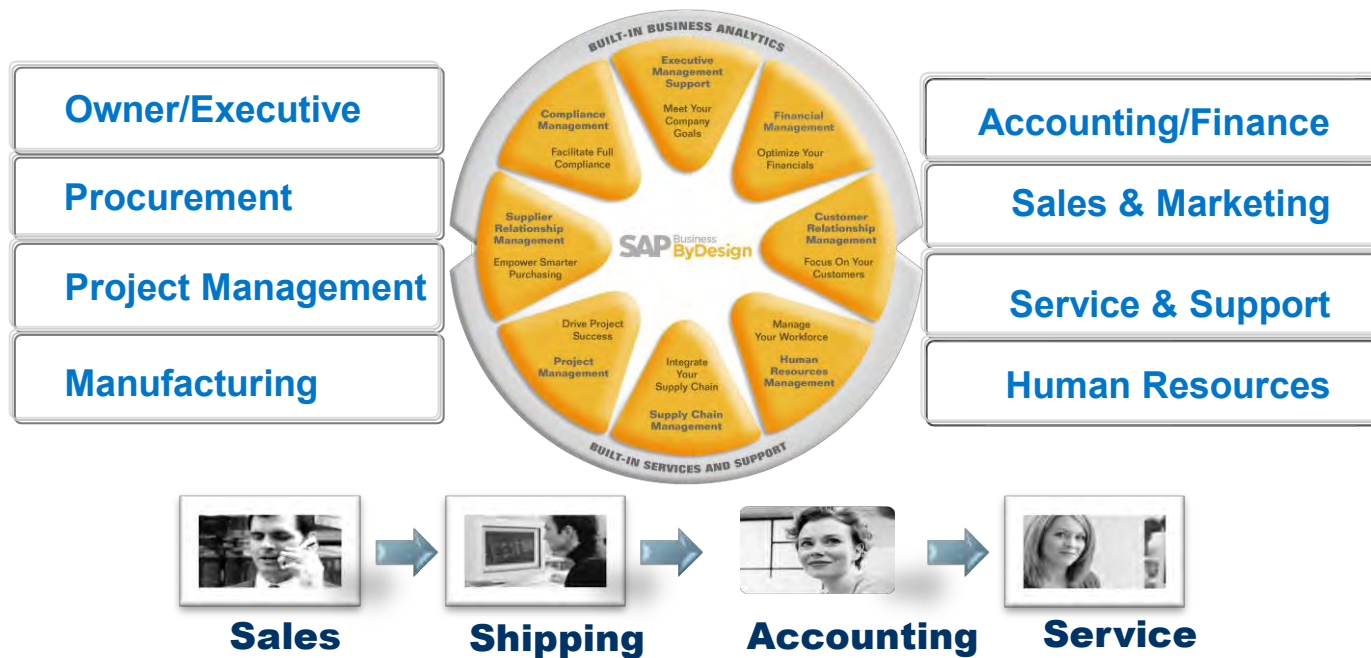 Owner/Executive
Procurement
Project Management
Manufacturing
BUILT-IN BUSINESS ANALYTICS
Executive
Management
Support
Meet Your
Company
Goals
Financial
Management
Optimize Your
Financials
Customer
Relationship
Management
Focus On Your
Customers
Manage
Your Workforce
Human
Resources
Management
Integrate
Your
Supply Chain
Supply Chain
Management
Drive Project
Success
Project
Management
Supplier
Relationship
Management
Empower Smarter
Purchasing
Compliance
Management
Facilitate Full
Compliance
SAP Business
ByDesign
BUILT-IN SERVICES AND SUPPORT
Accounting/Finance
Sales & Marketing
Service & Support
Human Resources
Sales
Shipping
Accounting
Service